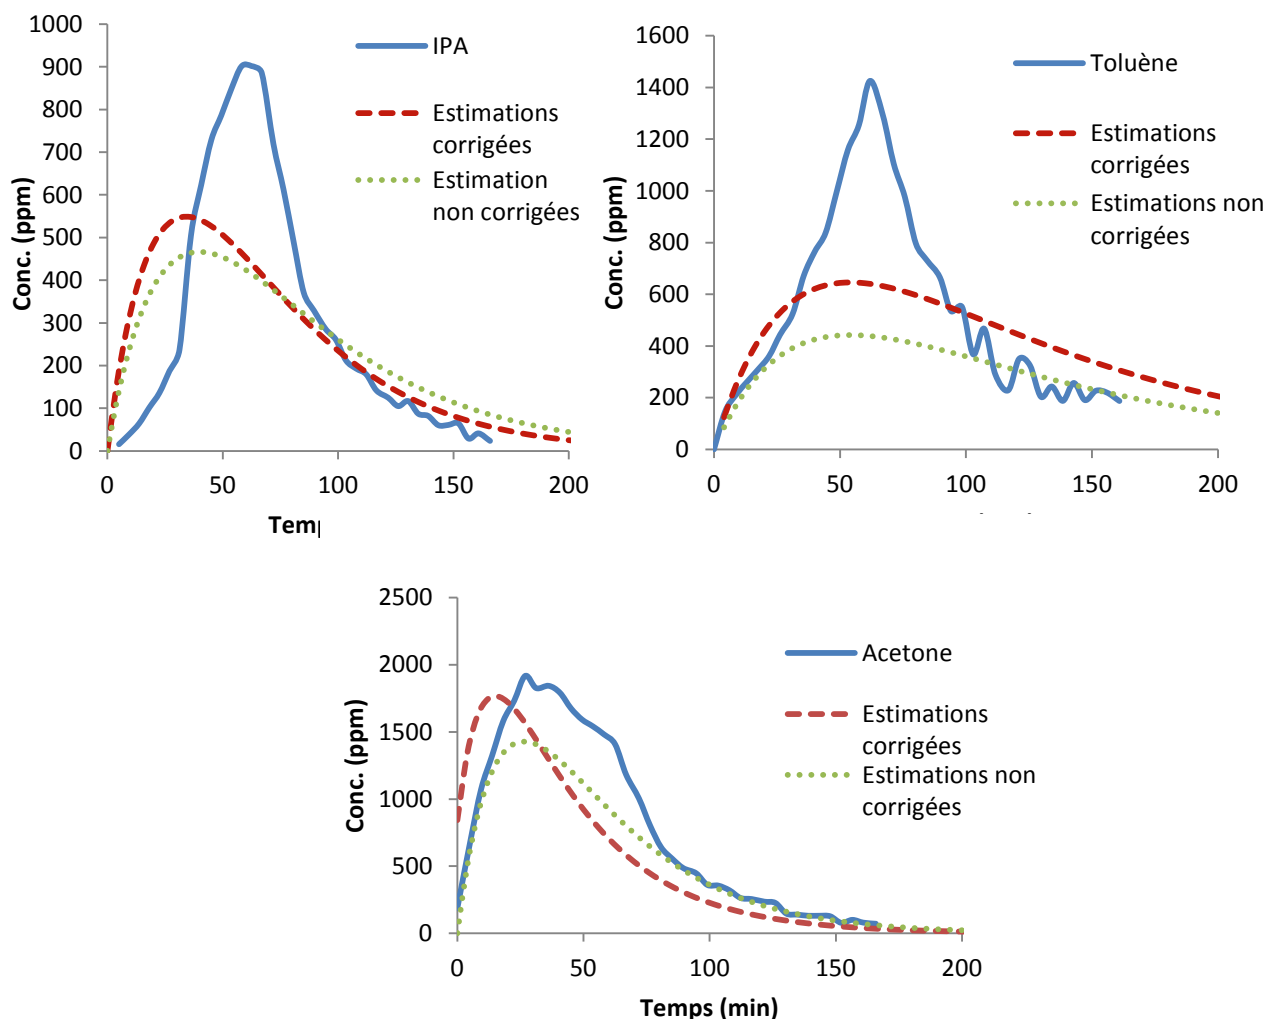 1000
900
800
700
600
500
400
300
200
100
0
Conc. (ppm)
0 50 100 150 200
IPA
Estimations
corrigées
Estimation
non corrigées
1600
1400
1200
1000
800
600
400
200
0
Conc. (ppm)
0 50 100 150 200
Toluène
Estimations
corrigées
Estimations non
corrigées
2500
2000
1500
1000
500
0
Conc. (ppm)
0 50 100 150 200
Temps (min)
Acetone
Estimations
corrigées
Estimations non
corrigées